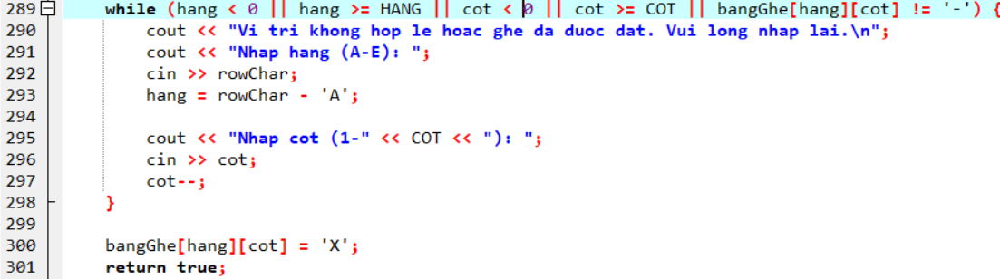 289 while (hang < 0 || hang >= HANG || cot < 0 || cot >= COT || bangGhe[hang][cot] != '-') {
290 cout << "Vi tri khong hop le hoac ghe da duoc dat. Vui long nhap lai.\n";
291 cout << "Nhap hang (A-E): ";
292 cin >> rowChar;
293 hang = rowChar - 'A';
294
295 cout << "Nhap cot (1-" << COT << "): ";
296 cin >> cot;
297 cot--;
298 }
299
300 bangGhe[hang][cot] = 'X';
301 return true;